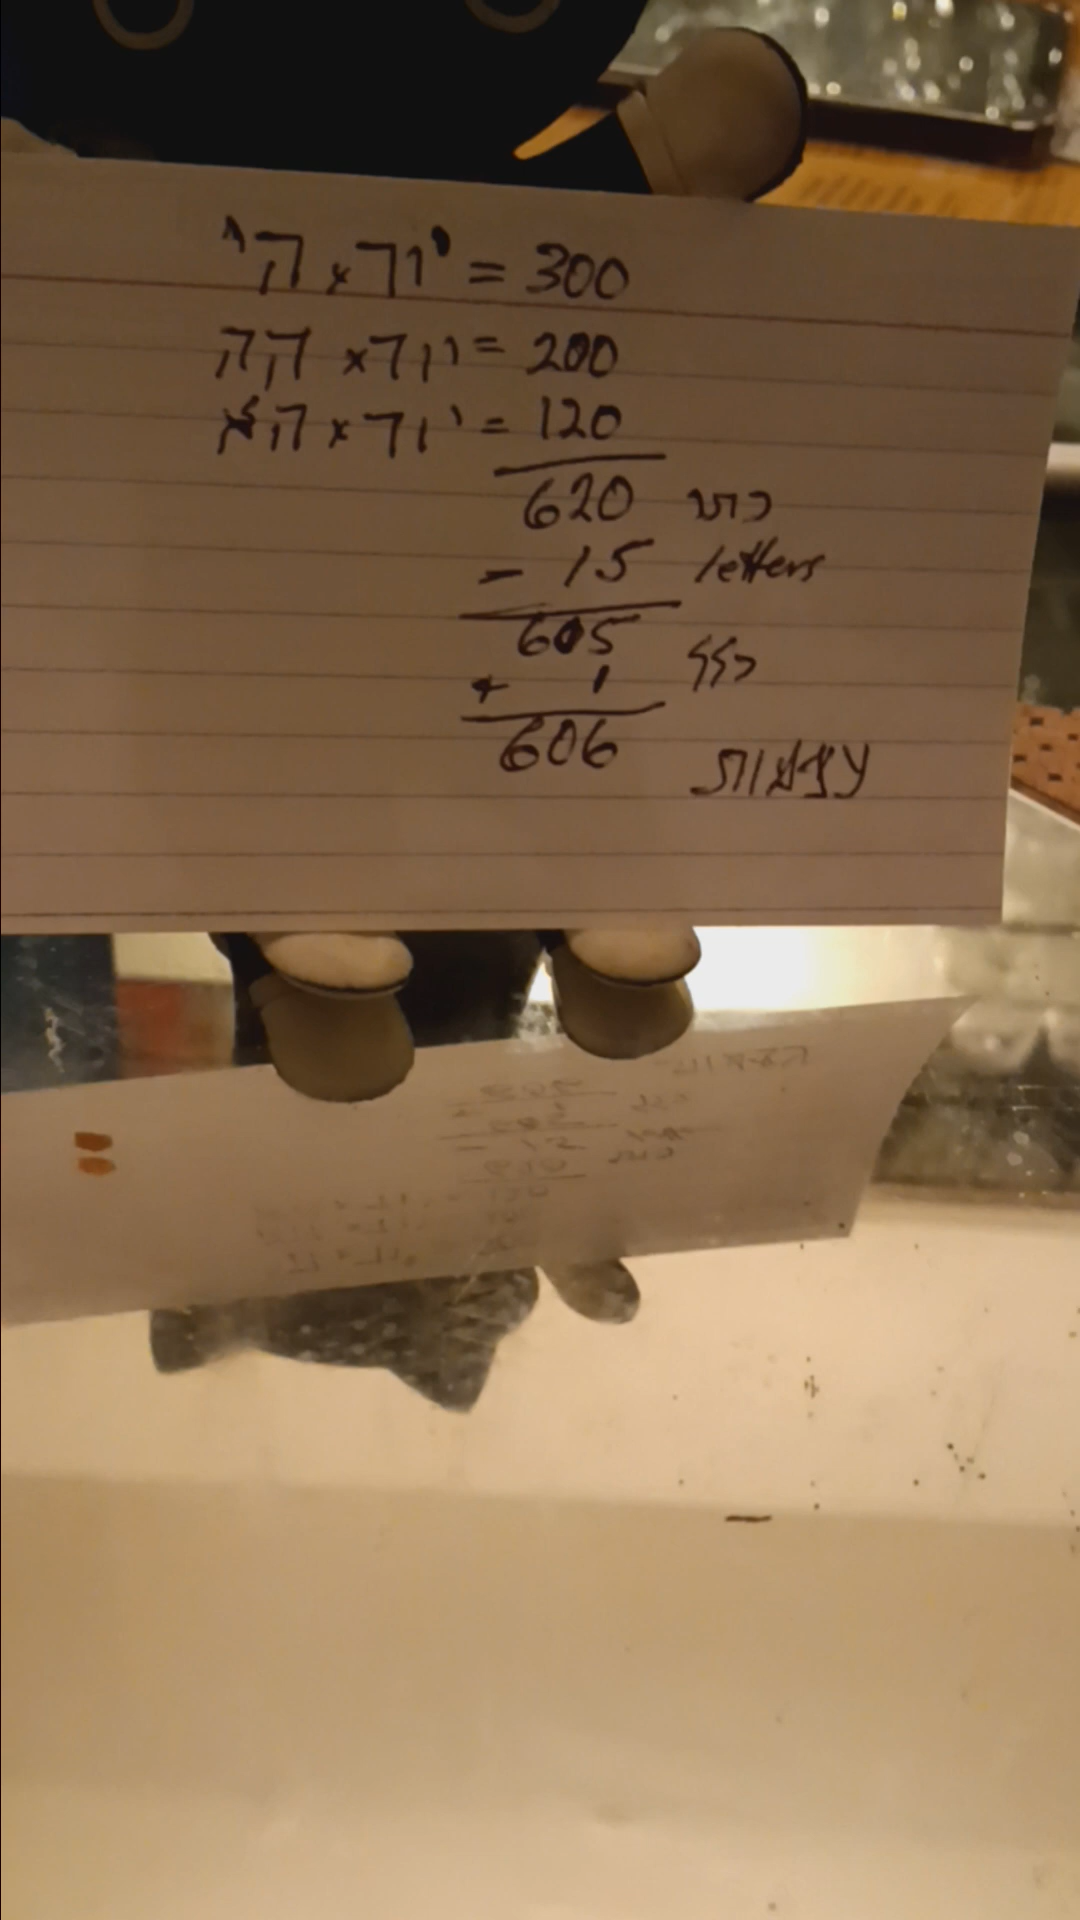 הי × יוד = 300
הה × יוד = 200
הא × יוד = 120
620 כתר
- 15 letters
605
+ 1 כלל
606